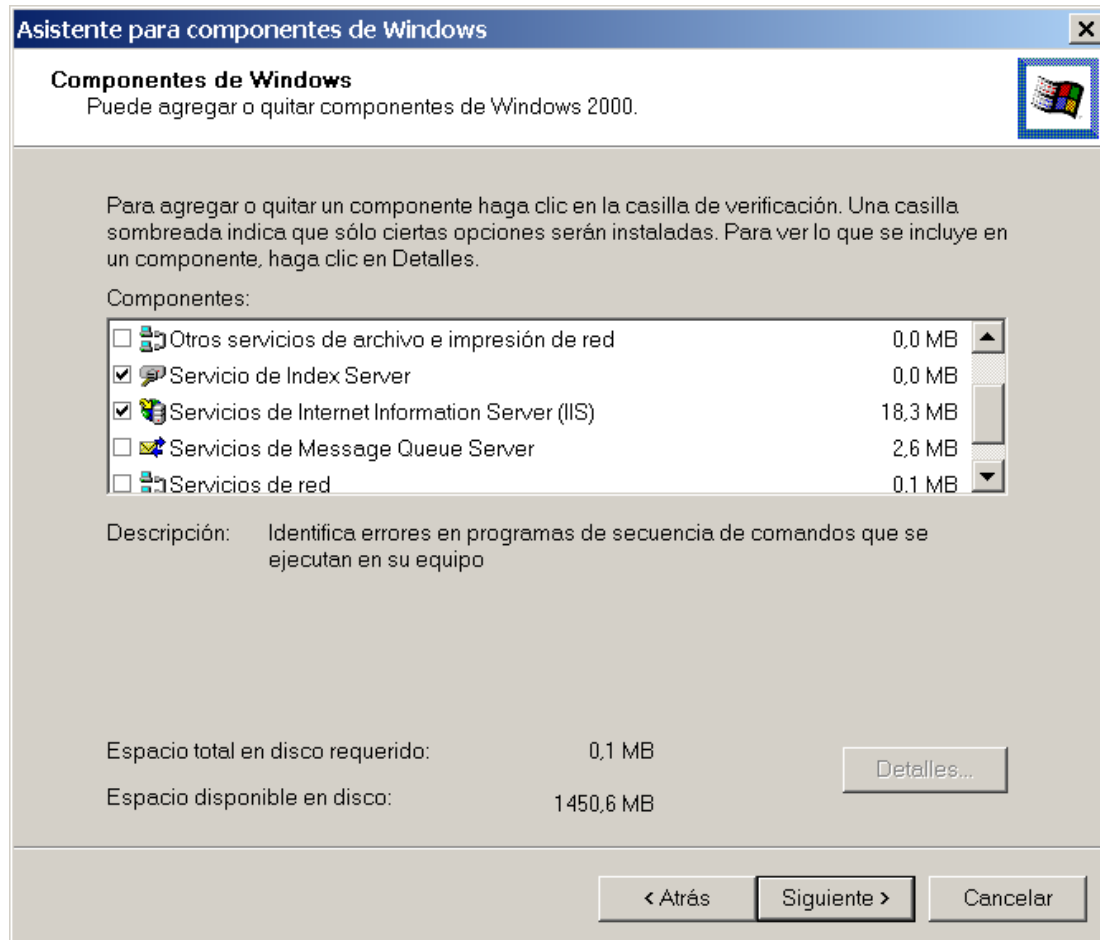 Asistente para componentes de Windows
Componentes de Windows
Puede agregar o quitar componentes de Windows 2000.
Para agregar o quitar un componente haga clic en la casilla de verificación. Una casilla
sombreada indica que sólo ciertas opciones serán instaladas. Para ver lo que se incluye en
un componente, haga clic en Detalles.
Componentes:
Otros servicios de archivo e impresión de red 0,0 MB
Servicio de Index Server 0,0 MB
Servicios de Internet Information Server (IIS) 18,3 MB
Servicios de Message Queue Server 2,6 MB
Servicios de red 0,1 MB
Descripción: Identifica errores en programas de secuencia de comandos que se
ejecutan en su equipo
Espacio total en disco requerido: 0,1 MB
Detalles...
Espacio disponible en disco: 1450,6 MB
< Atrás Siguiente > Cancelar